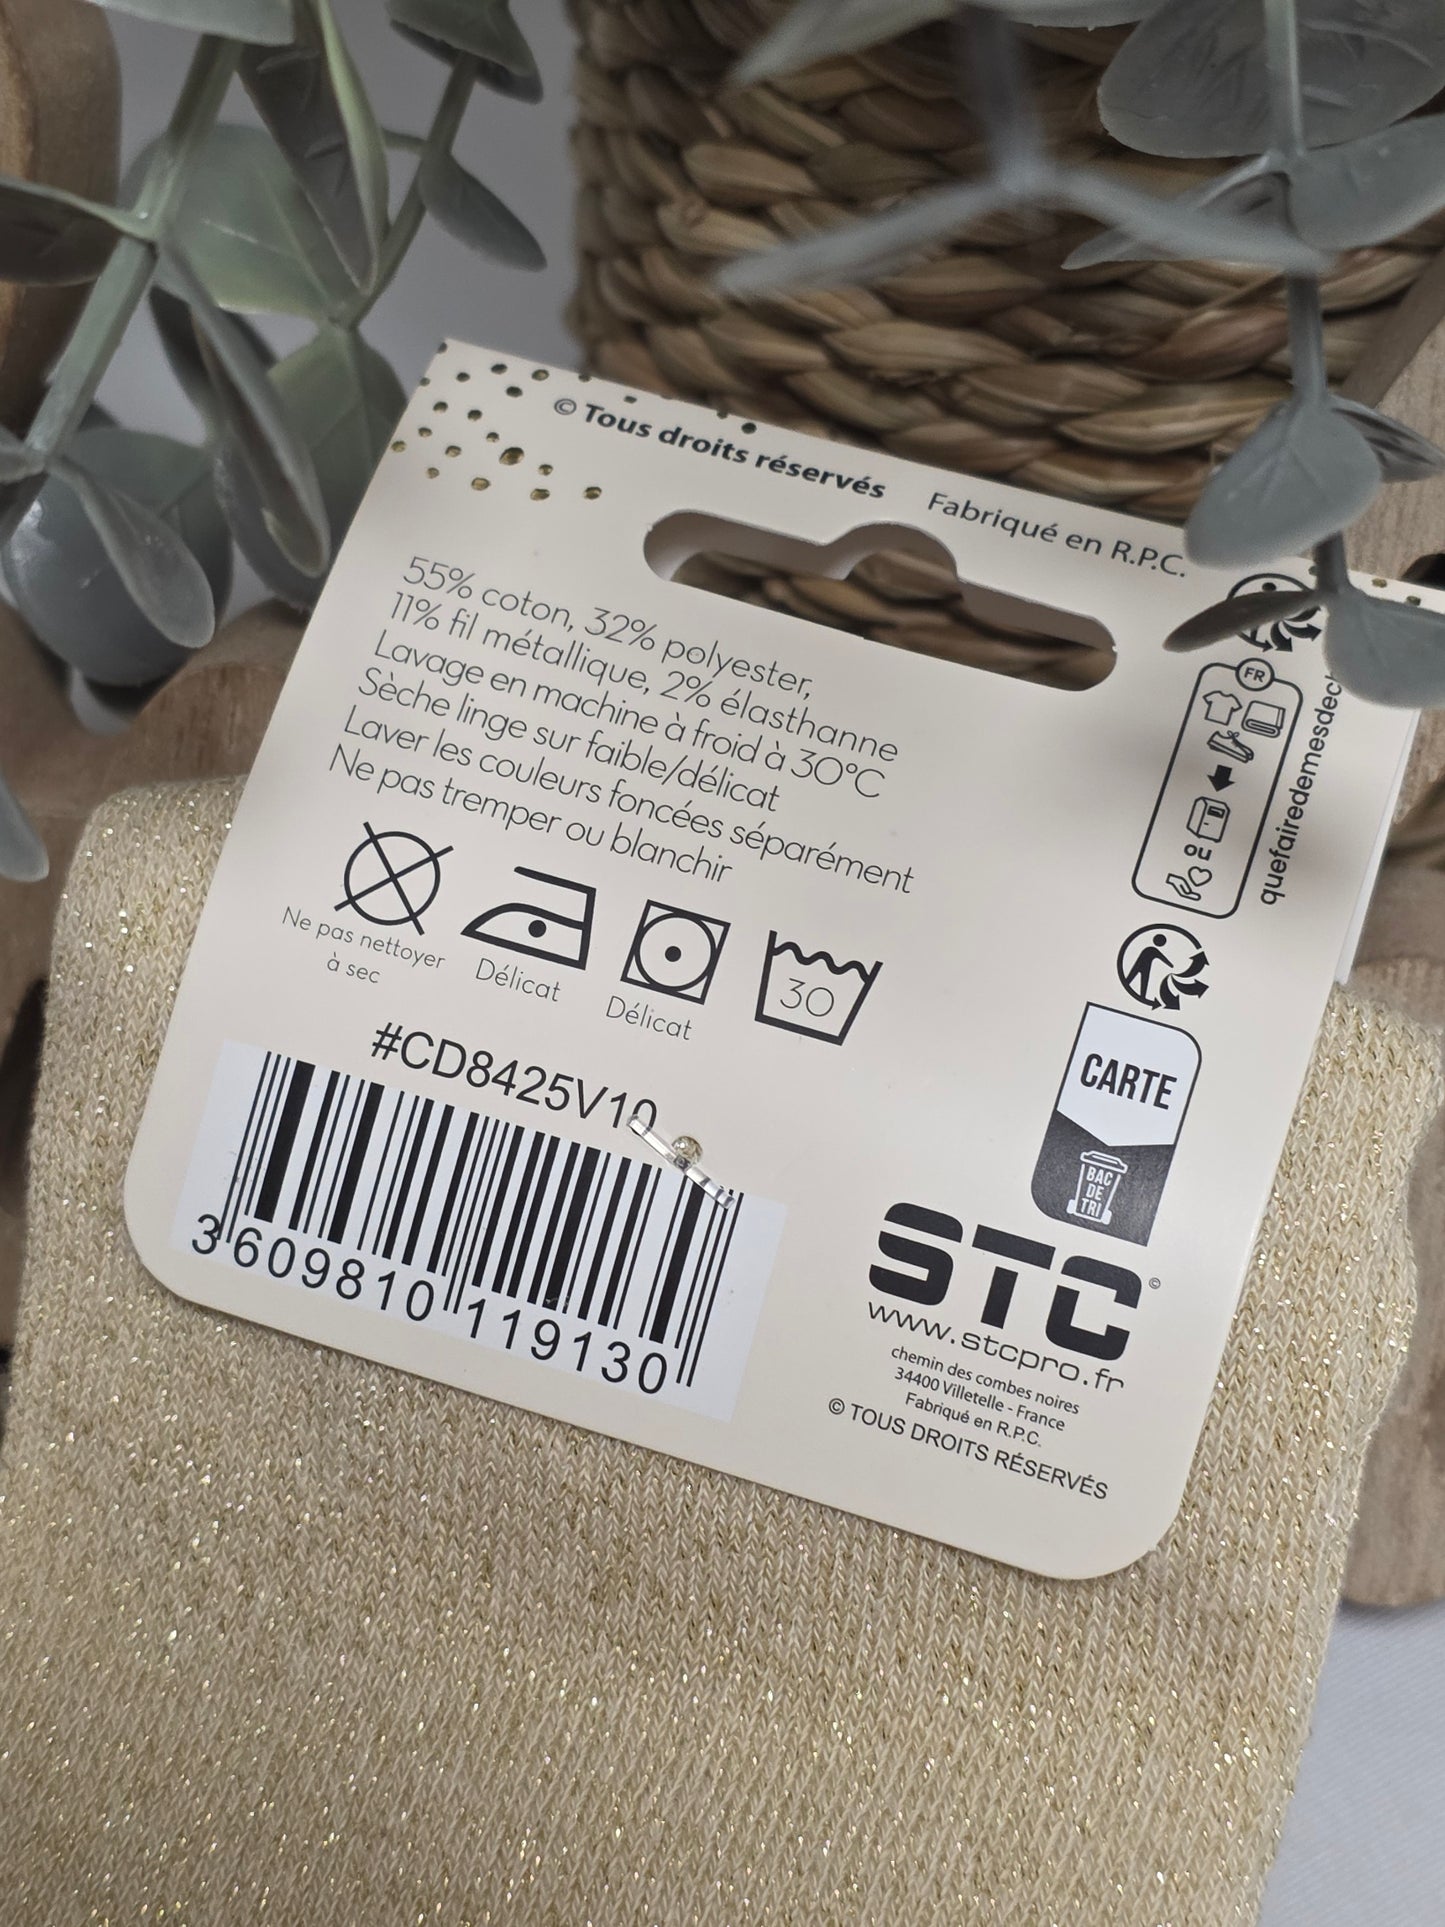 © Tous droits réservés
Fabriqué en R.P.C.
55% coton, 32% polyester,
11% fil métallique, 2% élasthanne
Lavage en machine à froid à 30°C
Sèche linge sur faible/délicat
Laver les couleurs foncées séparément
Ne pas tremper ou blanchir
Ne pas nettoyer
à sec
Délicat
Délicat
30
#CD8425V10
3 609810 119130
FR
OU
CARTE
BAC
DE
TRI
STC©
www.stcpro.fr
chemin des combes noires
34400 Villetelle - France
Fabriqué en R.P.C.
© TOUS DROITS RÉSERVÉS